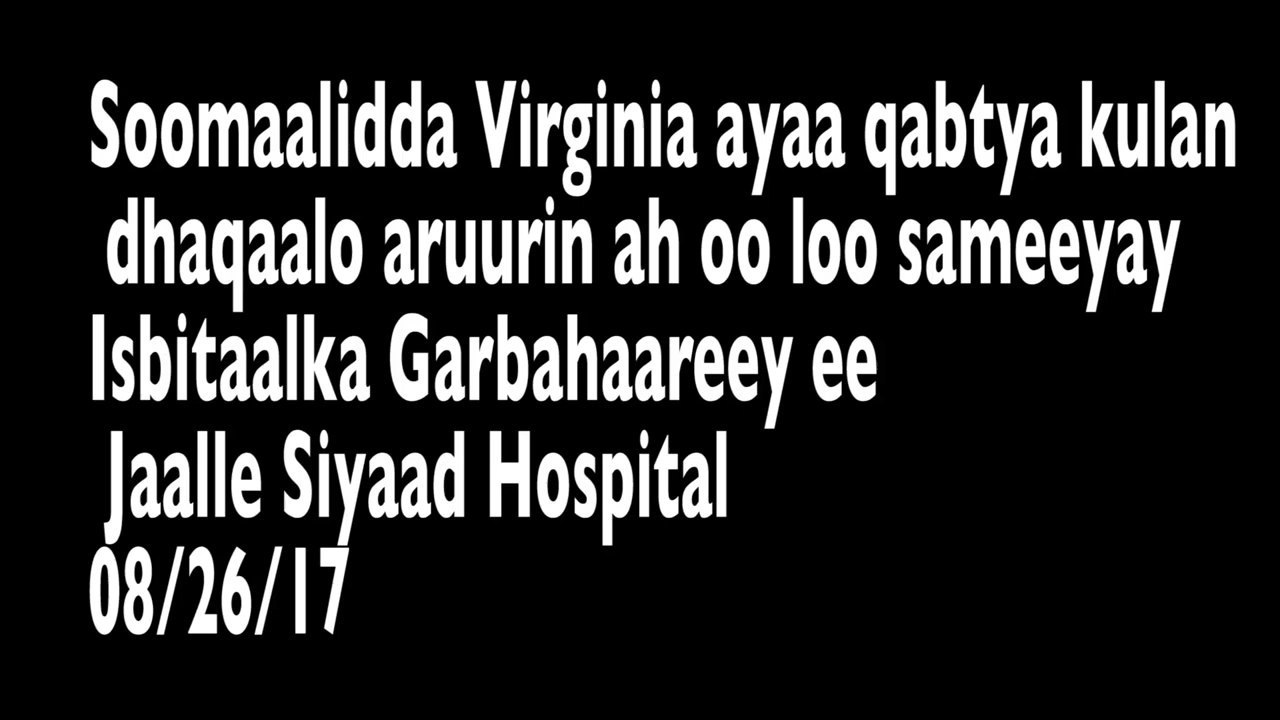 Soomaalidda Virginia ayaa qabtya kulan
dhaqaalo aruurin ah oo loo sameeyay
Isbitaalka Garbahaareey ee
Jaalle Siyaad Hospital
08/26/17